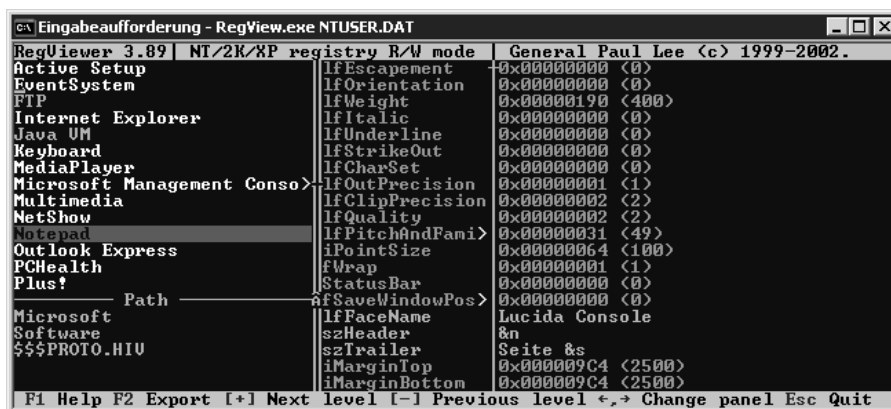 Eingabeaufforderung - RegView.exe NTUSER.DAT
RegViewer 3.89| NT/2K/XP registry R/W mode | General Paul Lee (c) 1999-2002.
Active Setup lfEscapement 0x00000000 (0)
EventSystem lfOrientation 0x00000000 (0)
FTP lfWeight 0x00000190 (400)
Internet Explorer lfItalic 0x00000000 (0)
Java VM lfUnderline 0x00000000 (0)
Keyboard lfStrikeOut 0x00000000 (0)
MediaPlayer lfCharSet 0x00000000 (0)
Microsoft Management Conso> lfOutPrecision 0x00000001 (1)
Multimedia lfClipPrecision 0x00000002 (2)
NetShow lfQuality 0x00000002 (2)
Notepad lfPitchAndFami> 0x00000031 (49)
Outlook Express iPointSize 0x00000064 (100)
PCHealth fWrap 0x00000001 (1)
Plus! StatusBar 0x00000000 (0)
Path fSaveWindowPos> 0x00000000 (0)
Microsoft lfFaceName Lucida Console
Software szHeader &n
$$$PROTO.HIV szTrailer Seite &s
iMarginTop 0x000009C4 (2500)
iMarginBottom 0x000009C4 (2500)
F1 Help F2 Export [+] Next level [-] Previous level ←,→ Change panel Esc Quit